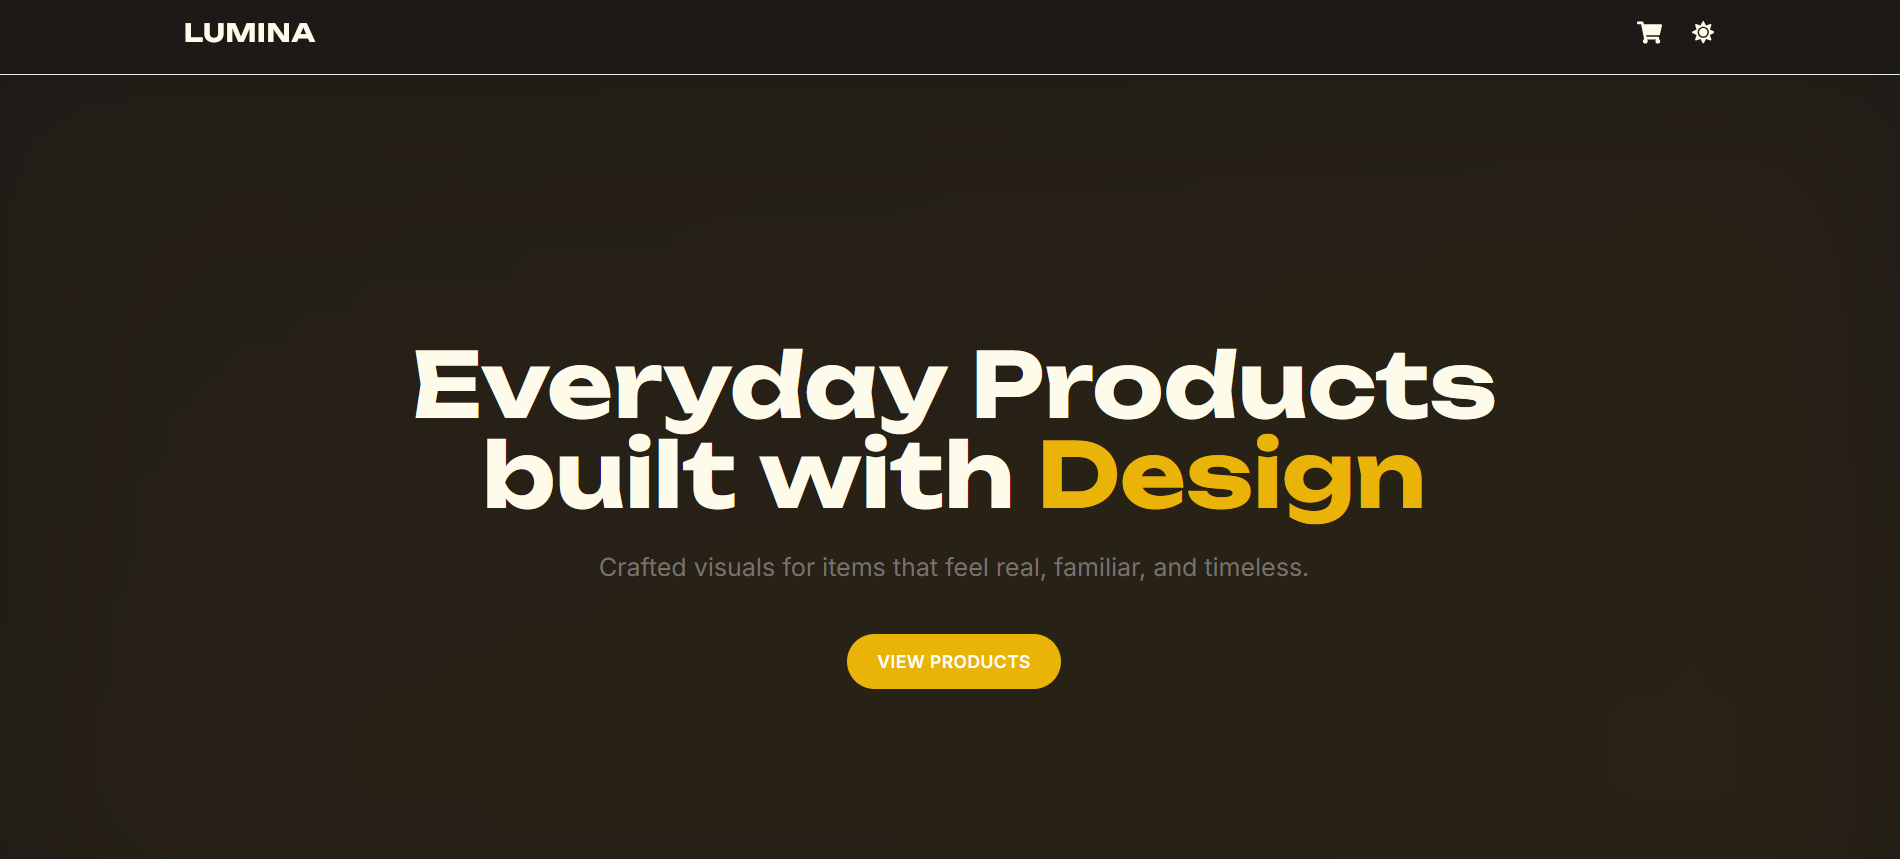 LUMINA
Everyday Products
built with Design
Crafted visuals for items that feel real, familiar, and timeless.
VIEW PRODUCTS